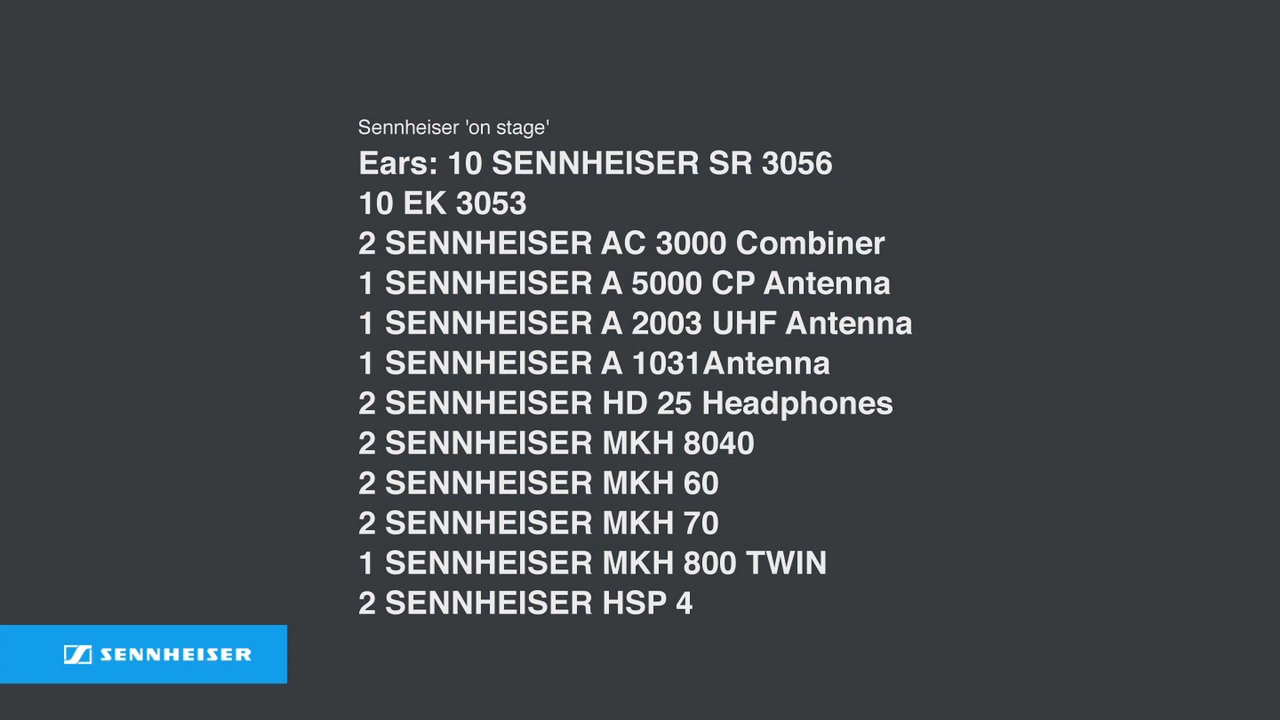 Sennheiser 'on stage'
Ears: 10 SENNHEISER SR 3056
10 EK 3053
2 SENNHEISER AC 3000 Combiner
1 SENNHEISER A 5000 CP Antenna
1 SENNHEISER A 2003 UHF Antenna
1 SENNHEISER A 1031Antenna
2 SENNHEISER HD 25 Headphones
2 SENNHEISER MKH 8040
2 SENNHEISER MKH 60
2 SENNHEISER MKH 70
1 SENNHEISER MKH 800 TWIN
2 SENNHEISER HSP 4
SENNHEISER